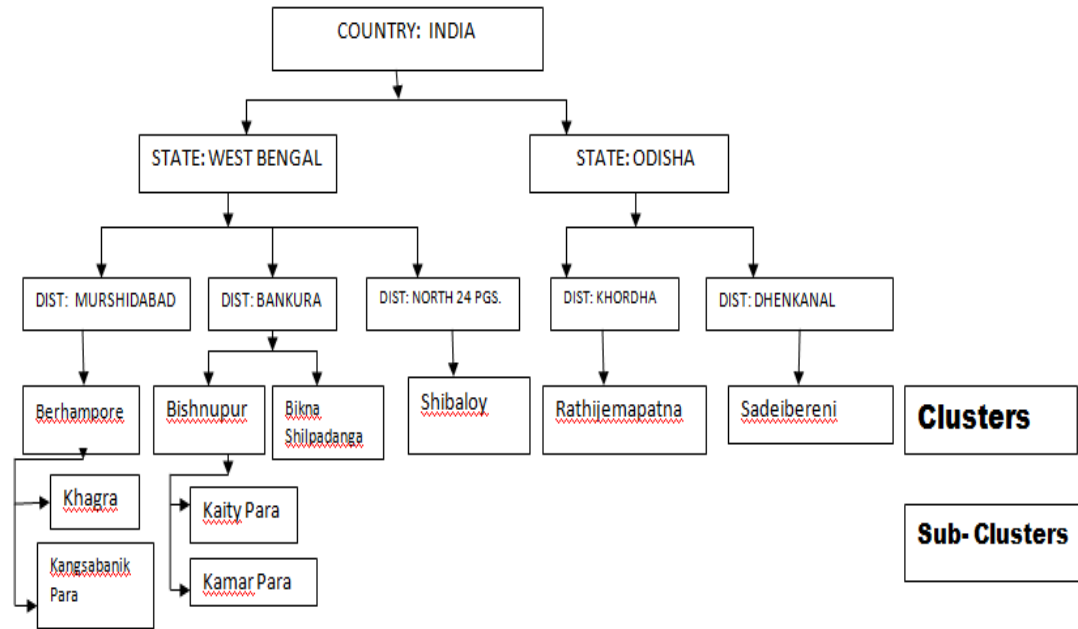 COUNTRY: INDIA
STATE: WEST BENGAL
STATE: ODISHA
DIST: MURSHIDABAD
DIST: BANKURA
DIST: NORTH 24 PGS.
DIST: KHORDHA
DIST: DHENKANAL
Berhampore
Bishnupur
Bikna
Shilpadanga
Shibaloy
Rathijemapatna
Sadeibereni
Clusters
Khagra
Kaity Para
Sub- Clusters
Kangsabanik
Para
Kamar Para